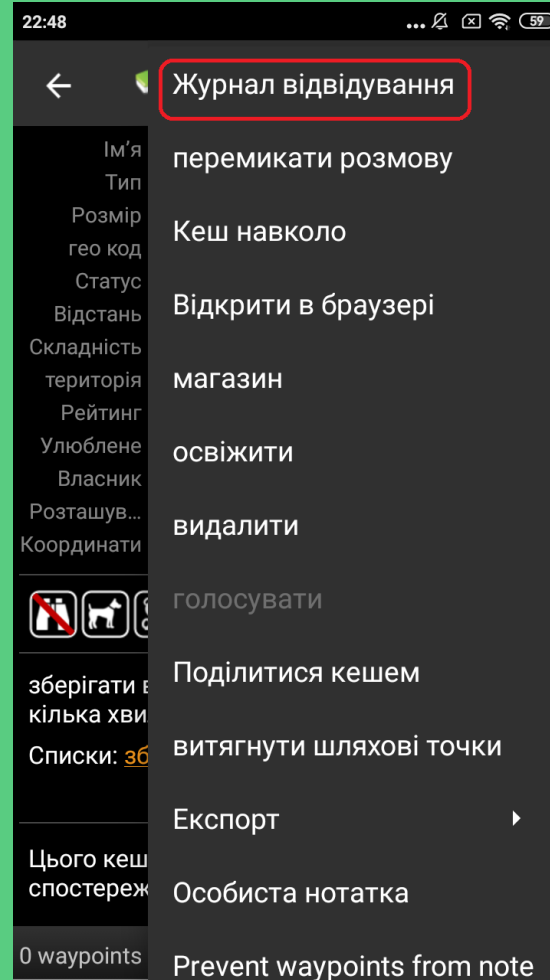 22:48
59
Журнал відвідування
перемикати розмову
Кеш навколо
Відкрити в браузері
магазин
освіжити
видалити
голосувати
Поділитися кешем
витягнути шляхові точки
Експорт
Особиста нотатка
Prevent waypoints from note
Ім’я
Тип
Розмір
гео код
Статус
Відстань
Складність
територія
Рейтинг
Улюблене
Власник
Розташув…
Координати
зберігати в
кілька хви
Списки: зб
Цього кеш
спостереж
0 waypoints